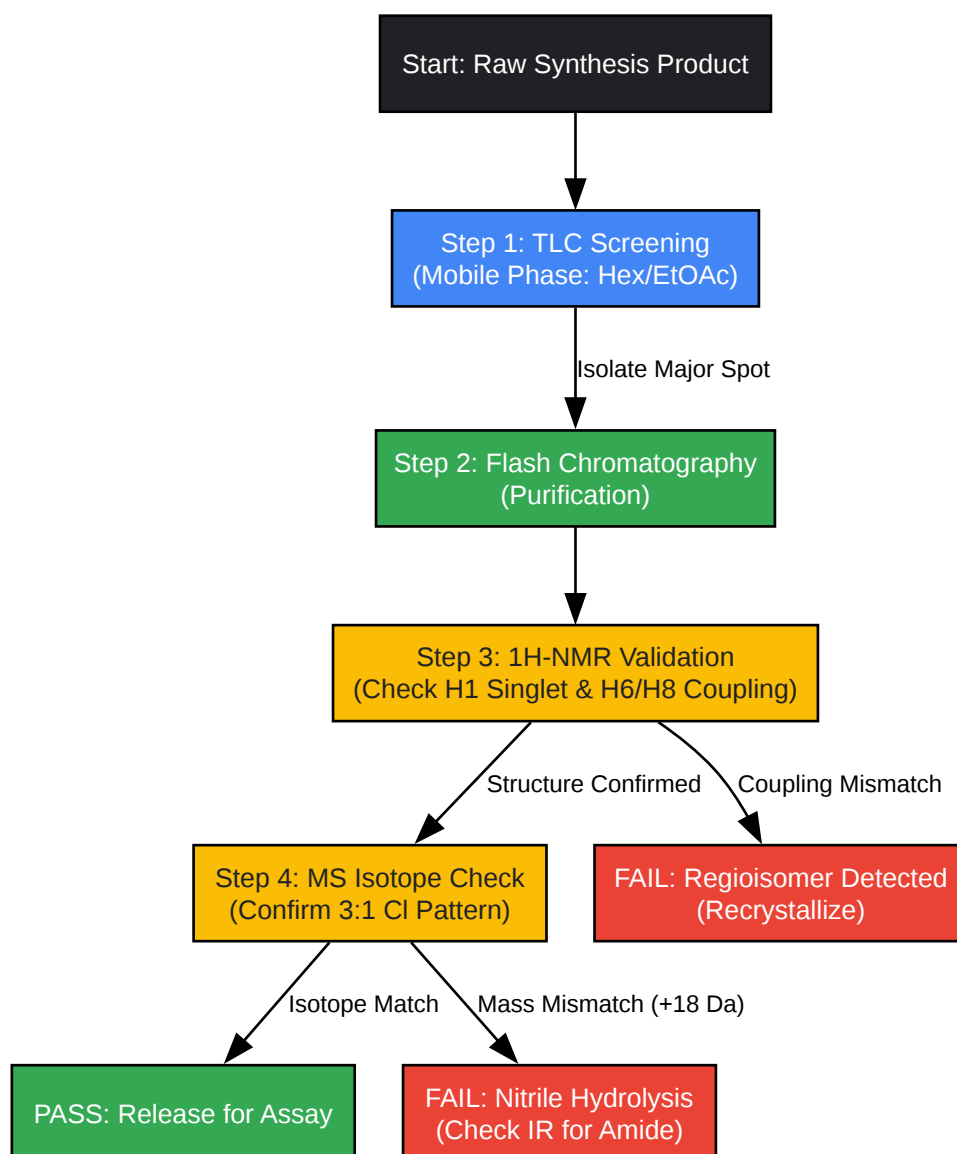 Start: Raw Synthesis Product
Step 1: TLC Screening
(Mobile Phase: Hex/EtOAc)
Isolate Major Spot
Step 2: Flash Chromatography
(Purification)
Step 3: 1H-NMR Validation
(Check H1 Singlet & H6/H8 Coupling)
Structure Confirmed
Coupling Mismatch
Step 4: MS Isotope Check
(Confirm 3:1 Cl Pattern)
FAIL: Regioisomer Detected
(Recrystallize)
Isotope Match
Mass Mismatch (+18 Da)
PASS: Release for Assay
FAIL: Nitrile Hydrolysis
(Check IR for Amide)